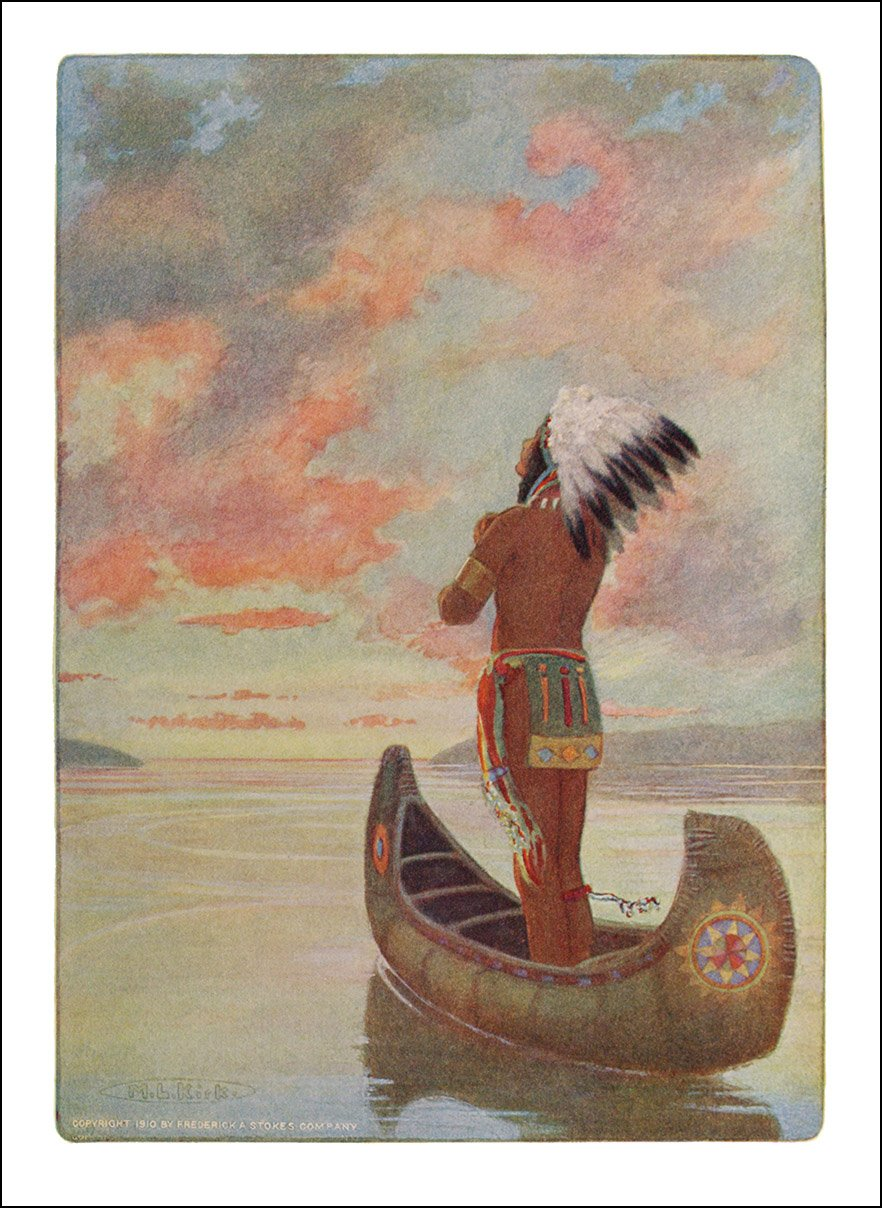 M.L.Kirk.
COPYRIGHT 1910 BY FREDERICK A STOKES COMPANY